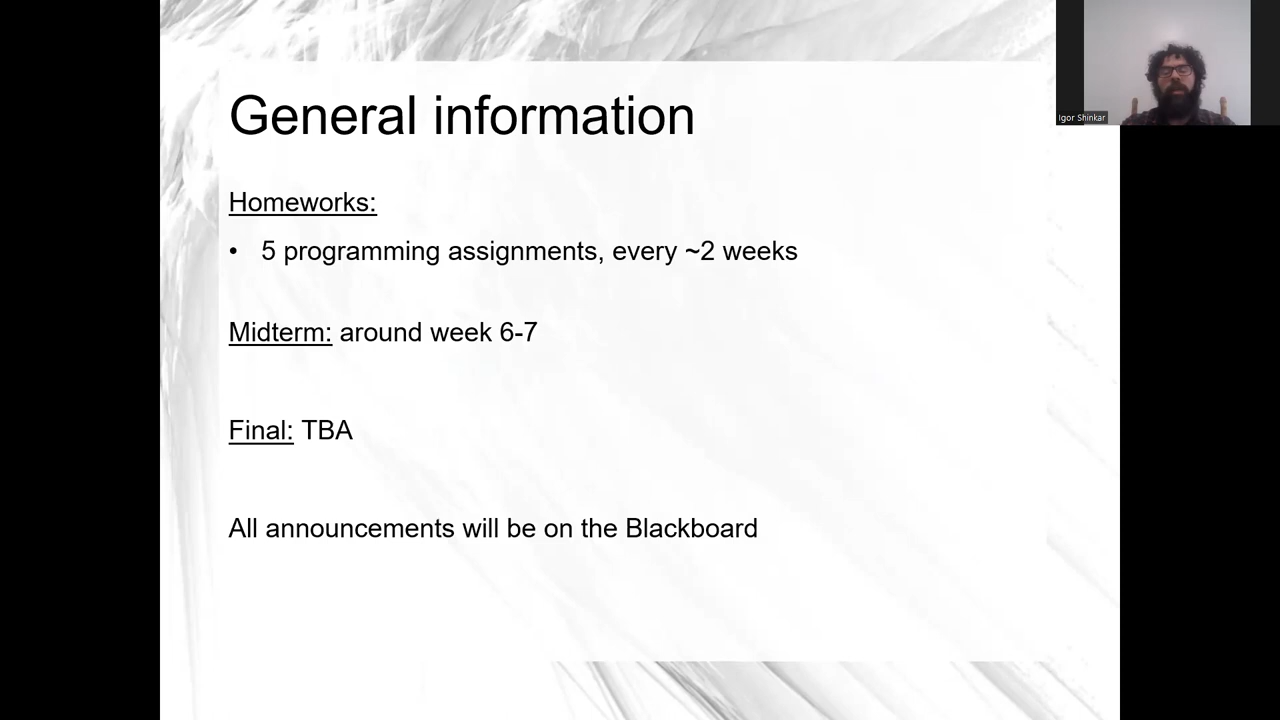 General information
Homeworks:
• 5 programming assignments, every ~2 weeks
Midterm: around week 6-7
Final: TBA
All announcements will be on the Blackboard
Igor Shinkar